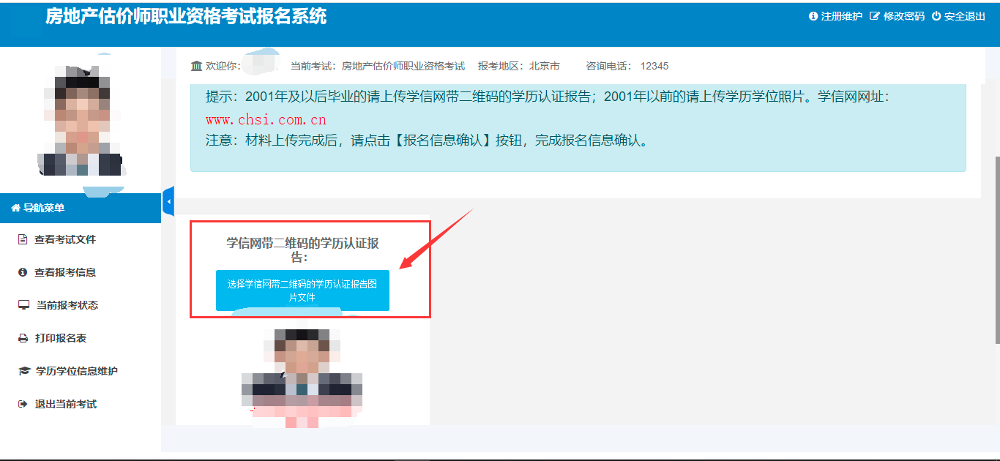 房地产估价师职业资格考试报名系统
注册维护 修改密码 安全退出
欢迎你: 当前考试：房地产估价师职业资格考试 报考地区：北京市 咨询电话： 12345
提示：2001年及以后毕业的请上传学信网带二维码的学历认证报告；2001年以前的请上传学历学位照片。学信网网址：
www.chsi.com.cn
注意：材料上传完成后，请点击【报名信息确认】按钮，完成报名信息确认。
导航菜单
查看考试文件
查看报考信息
当前报考状态
打印报名表
学历学位信息维护
退出当前考试
学信网带二维码的学历认证报
告：
选择学信网带二维码的学历认证报告图
片文件